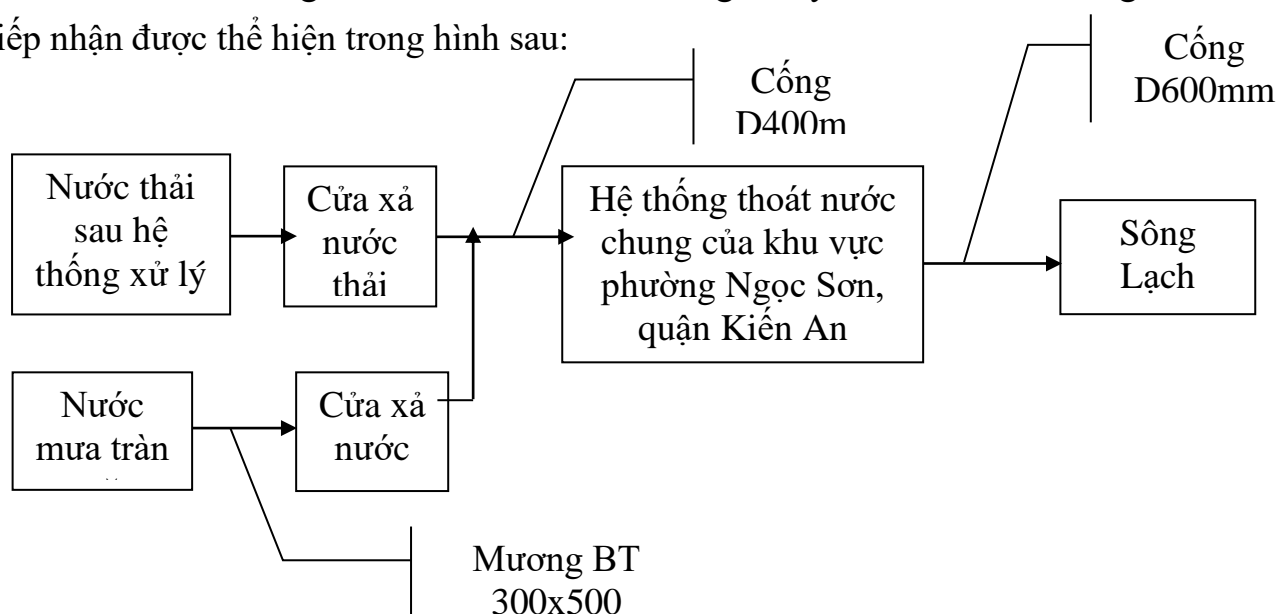 iếp nhận được thể hiện trong hình sau:
Cống
D400m
Cống
D600mm
Nước thải
sau hệ
thống xử lý
Cửa xả
nước
thải
Hệ thống thoát nước
chung của khu vực
phường Ngọc Sơn,
quận Kiến An
Sông
Lạch
Nước
mưa tràn
Cửa xả
nước
Mương BT
300x500